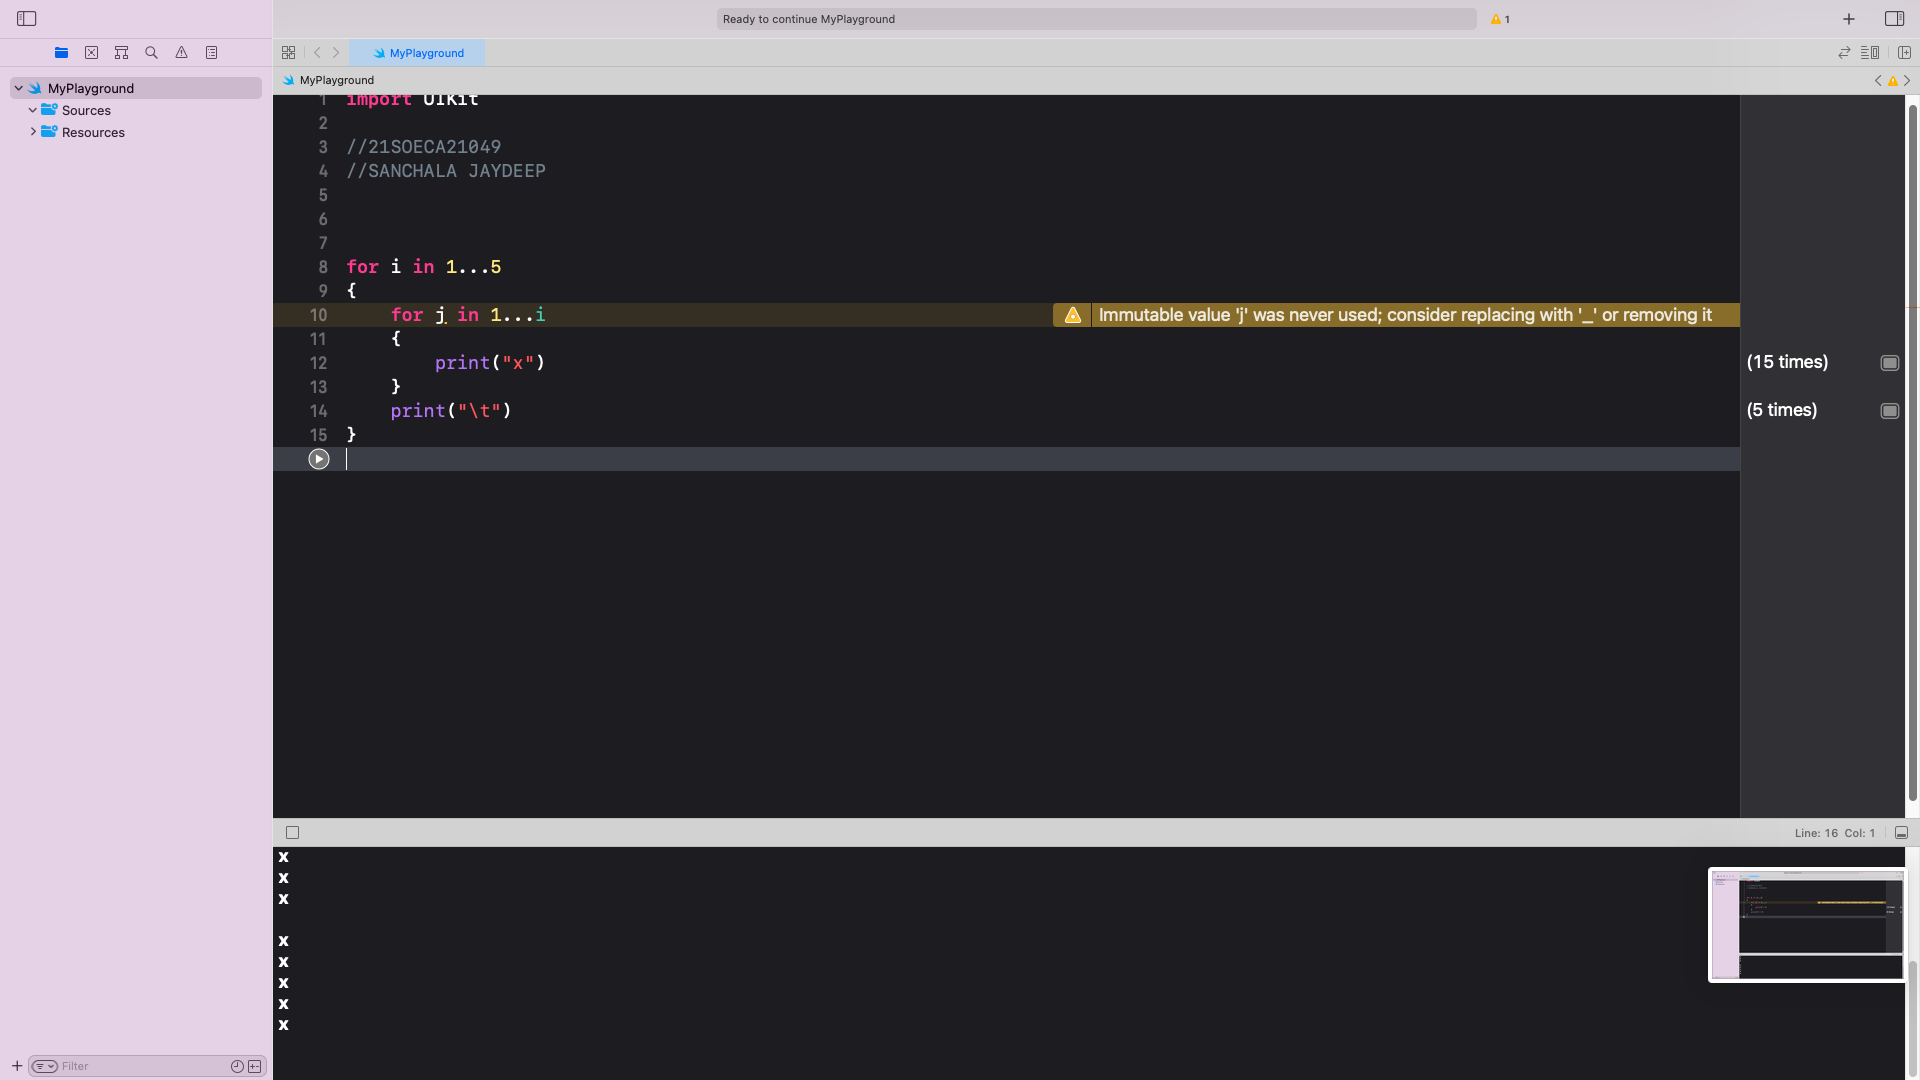 Ready to continue MyPlayground
1
MyPlayground
MyPlayground
MyPlayground
Sources
Resources
1 import UIKit
2
3 //21SOECA21049
4 //SANCHALA JAYDEEP
5
6
7
8 for i in 1...5
9 {
10 for j in 1...i
Immutable value 'j' was never used; consider replacing with '_' or removing it
11 {
12 print("x")
(15 times)
13 }
14 print("\t")
(5 times)
15 }
Line: 16 Col: 1
x
x
x
x
x
x
x
x
Filter